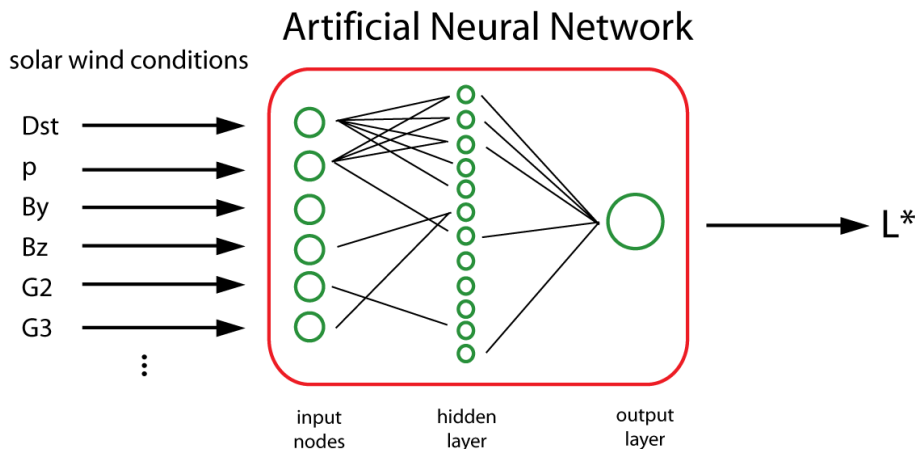 Artificial Neural Network
solar wind conditions
Dst
p
By
Bz
G2
G3
...
L*
input
nodes
hidden
layer
output
layer